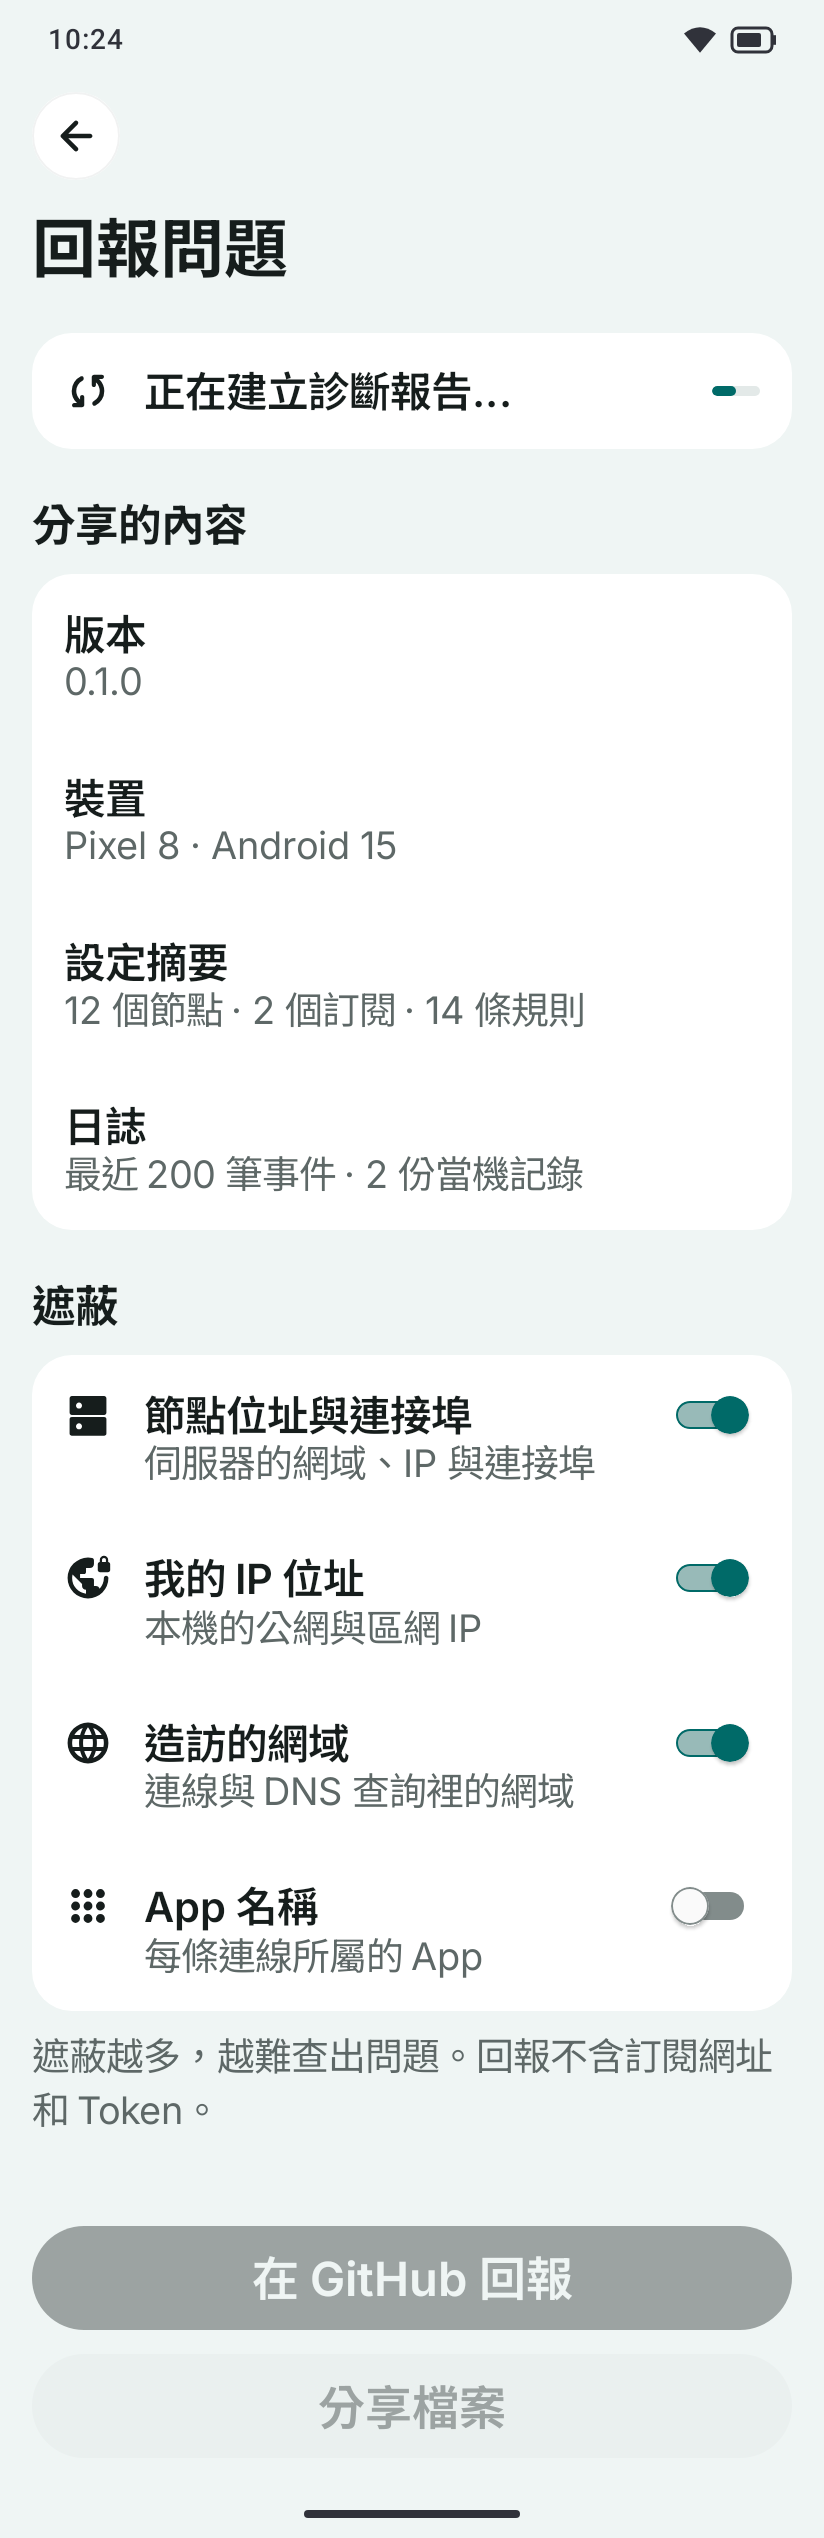 10:24
回報問題
正在建立診斷報告...
分享的內容
版本
0.1.0
裝置
Pixel 8 · Android 15
設定摘要
12 個節點 · 2 個訂閱 · 14 條規則
日誌
最近 200 筆事件 · 2 份當機記錄
遮蔽
節點位址與連接埠
伺服器的網域、IP 與連接埠
我的 IP 位址
本機的公網與區網 IP
造訪的網域
連線與 DNS 查詢裡的網域
App 名稱
每條連線所屬的 App
遮蔽越多，越難查出問題。回報不含訂閱網址
和 Token。
在 GitHub 回報
分享檔案